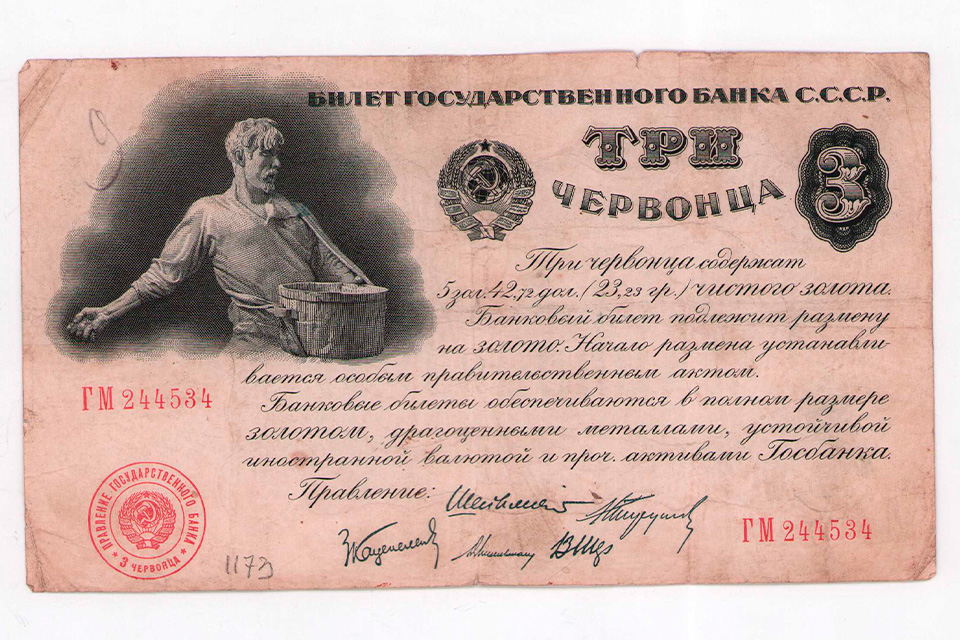 БИЛЕТ ГОСУДАРСТВЕННОГО БАНКА С.С.С.Р.
ТРИ
ЧЕРВОНЦА
3
Три червонца содержат
5 зол. 42,72 дол. (23,23 гр.) чистого золота.
Банковый билет подлежит размену
на золото. Начало размена устанавли-
вается особым правительственным актом.
Банковые билеты обеспечиваются в полном размере
золотом, драгоценными металлами, устойчивой
иностранной валютой и проч. активами Госбанка.
ГМ 244534
Правление:
ПРАВЛЕНИЕ ГОСУДАРСТВЕННОГО БАНКА
3 ЧЕРВОНЦА
1173
ГМ 244534